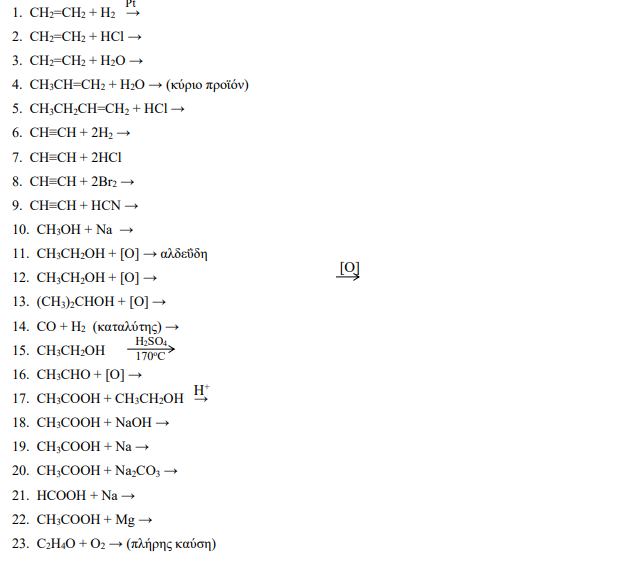 1. CH₂=CH₂ + H₂ Pt →
2. CH₂=CH₂ + HCl →
3. CH₂=CH₂ + H₂O →
4. CH₃CH=CH₂ + H₂O → (κύριο προϊόν)
5. CH₃CH₂CH=CH₂ + HCl →
6. CH≡CH + 2H₂ →
7. CH≡CH + 2HCl
8. CH≡CH + 2Br₂ →
9. CH≡CH + HCN →
10. CH₃OH + Na →
11. CH₃CH₂OH + [O] → αλδεΰδη
12. CH₃CH₂OH + [O] → [O] →
13. (CH₃)₂CHOH + [O] →
14. CO + H₂ (καταλύτης) →
15. CH₃CH₂OH H₂SO₄ → 170°C
16. CH₃CHO + [O] →
17. CH₃COOH + CH₃CH₂OH H⁺ →
18. CH₃COOH + NaOH →
19. CH₃COOH + Na →
20. CH₃COOH + Na₂CO₃ →
21. HCOOH + Na →
22. CH₃COOH + Mg →
23. C₂H₄O + O₂ → (πλήρης καύση)